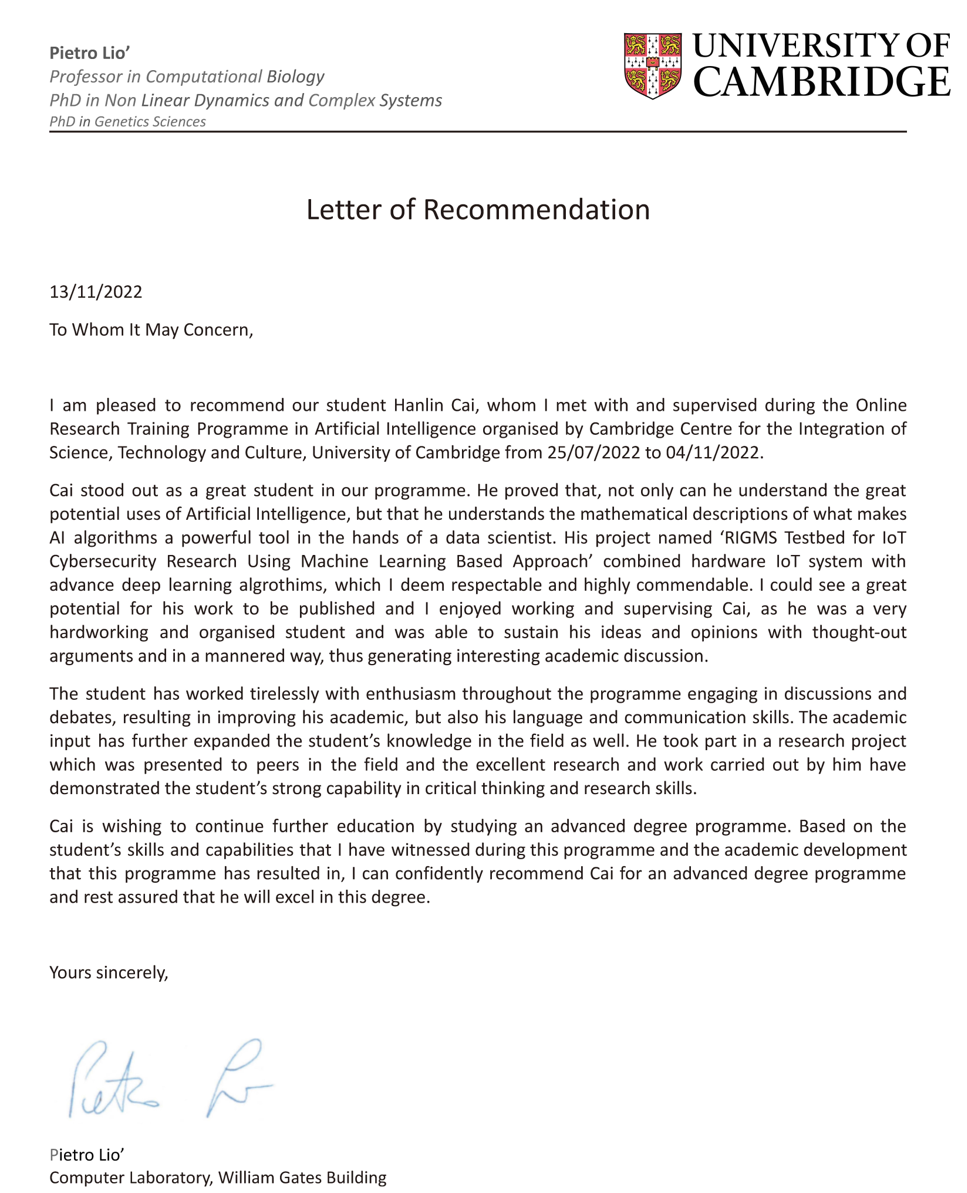 Pietro Lio’
Professor in Computational Biology
PhD in Non Linear Dynamics and Complex Systems
PhD in Genetics Sciences
UNIVERSITY OF
CAMBRIDGE
Letter of Recommendation
13/11/2022
To Whom It May Concern,
I am pleased to recommend our student Hanlin Cai, whom I met with and supervised during the Online
Research Training Programme in Artificial Intelligence organised by Cambridge Centre for the Integration of
Science, Technology and Culture, University of Cambridge from 25/07/2022 to 04/11/2022.
Cai stood out as a great student in our programme. He proved that, not only can he understand the great
potential uses of Artificial Intelligence, but that he understands the mathematical descriptions of what makes
AI algorithms a powerful tool in the hands of a data scientist. His project named ‘RIGMS Testbed for IoT
Cybersecurity Research Using Machine Learning Based Approach’ combined hardware IoT system with
advance deep learning algrothims, which I deem respectable and highly commendable. I could see a great
potential for his work to be published and I enjoyed working and supervising Cai, as he was a very
hardworking and organised student and was able to sustain his ideas and opinions with thought-out
arguments and in a mannered way, thus generating interesting academic discussion.
The student has worked tirelessly with enthusiasm throughout the programme engaging in discussions and
debates, resulting in improving his academic, but also his language and communication skills. The academic
input has further expanded the student’s knowledge in the field as well. He took part in a research project
which was presented to peers in the field and the excellent research and work carried out by him have
demonstrated the student’s strong capability in critical thinking and research skills.
Cai is wishing to continue further education by studying an advanced degree programme. Based on the
student’s skills and capabilities that I have witnessed during this programme and the academic development
that this programme has resulted in, I can confidently recommend Cai for an advanced degree programme
and rest assured that he will excel in this degree.
Yours sincerely,
Pietro Lio
Pietro Lio’
Computer Laboratory, William Gates Building